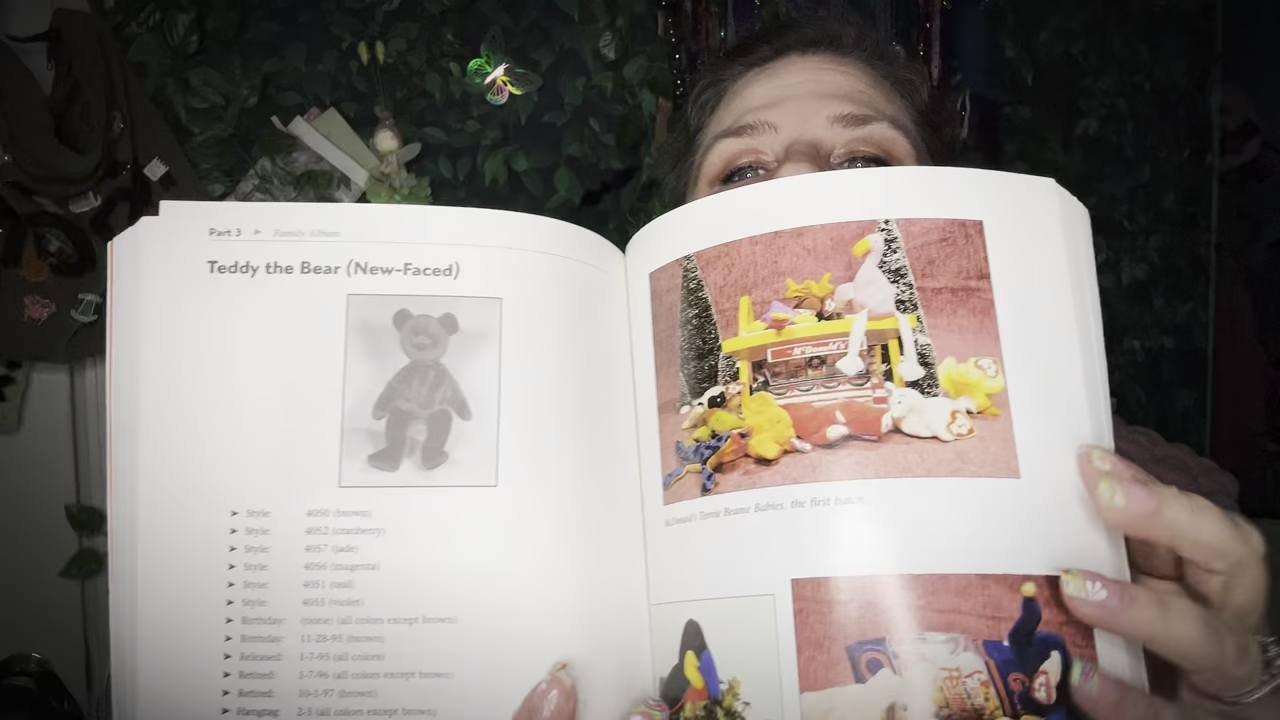 Part 3 ➤ Family Album
Teddy the Bear (New-Faced)
➤ Style: 4050 (brown)
➤ Style: 4052 (cranberry)
➤ Style: 4057 (jade)
➤ Style: 4056 (magenta)
➤ Style: 4051 (teal)
➤ Style: 4055 (violet)
➤ Birthday: (none) (all colors except brown)
➤ Birthday: 11-28-95 (brown)
➤ Released: 1-7-95 (all colors)
➤ Retired: 1-7-96 (all colors except brown)
➤ Retired: 10-1-97 (brown)
➤ Hangtag: 2-3 (all colors except brown)
McDonald's
McDonald's Teenie Beanie Babies, the first batch.